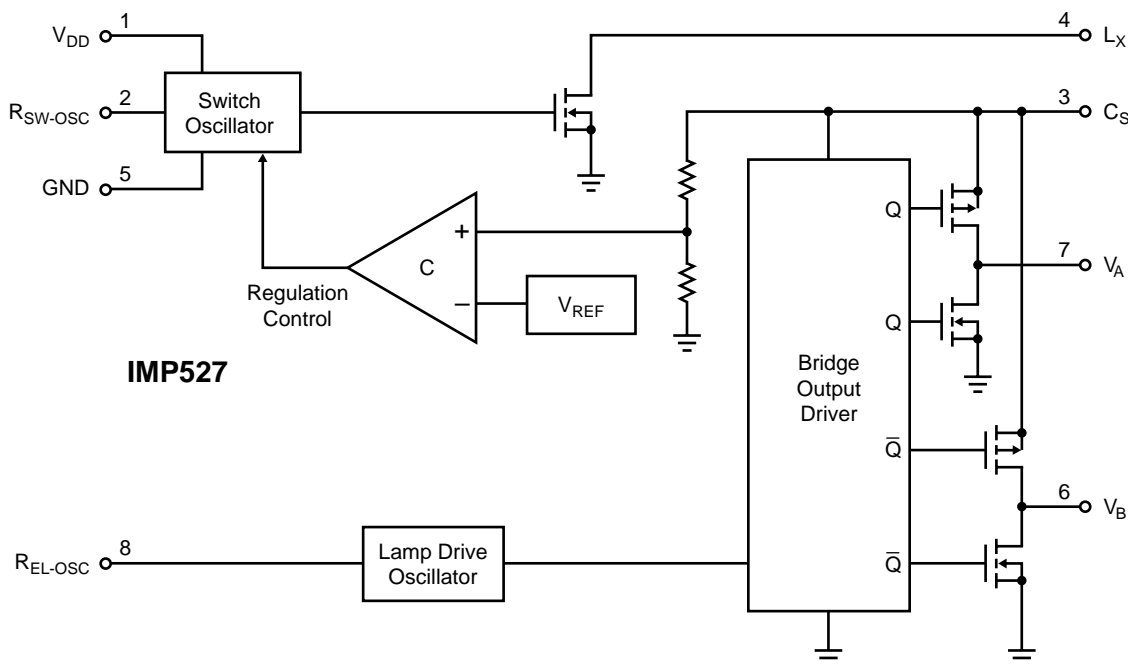 1
V_DD
2
R_SW-OSC
5
GND
Switch
Oscillator
4
L_X
3
C_S
+
C
−
V_REF
Regulation
Control
IMP527
Q
7
V_A
Q
Bridge
Output
Driver
Q̅
6
V_B
Q̅
8
R_EL-OSC
Lamp Drive
Oscillator